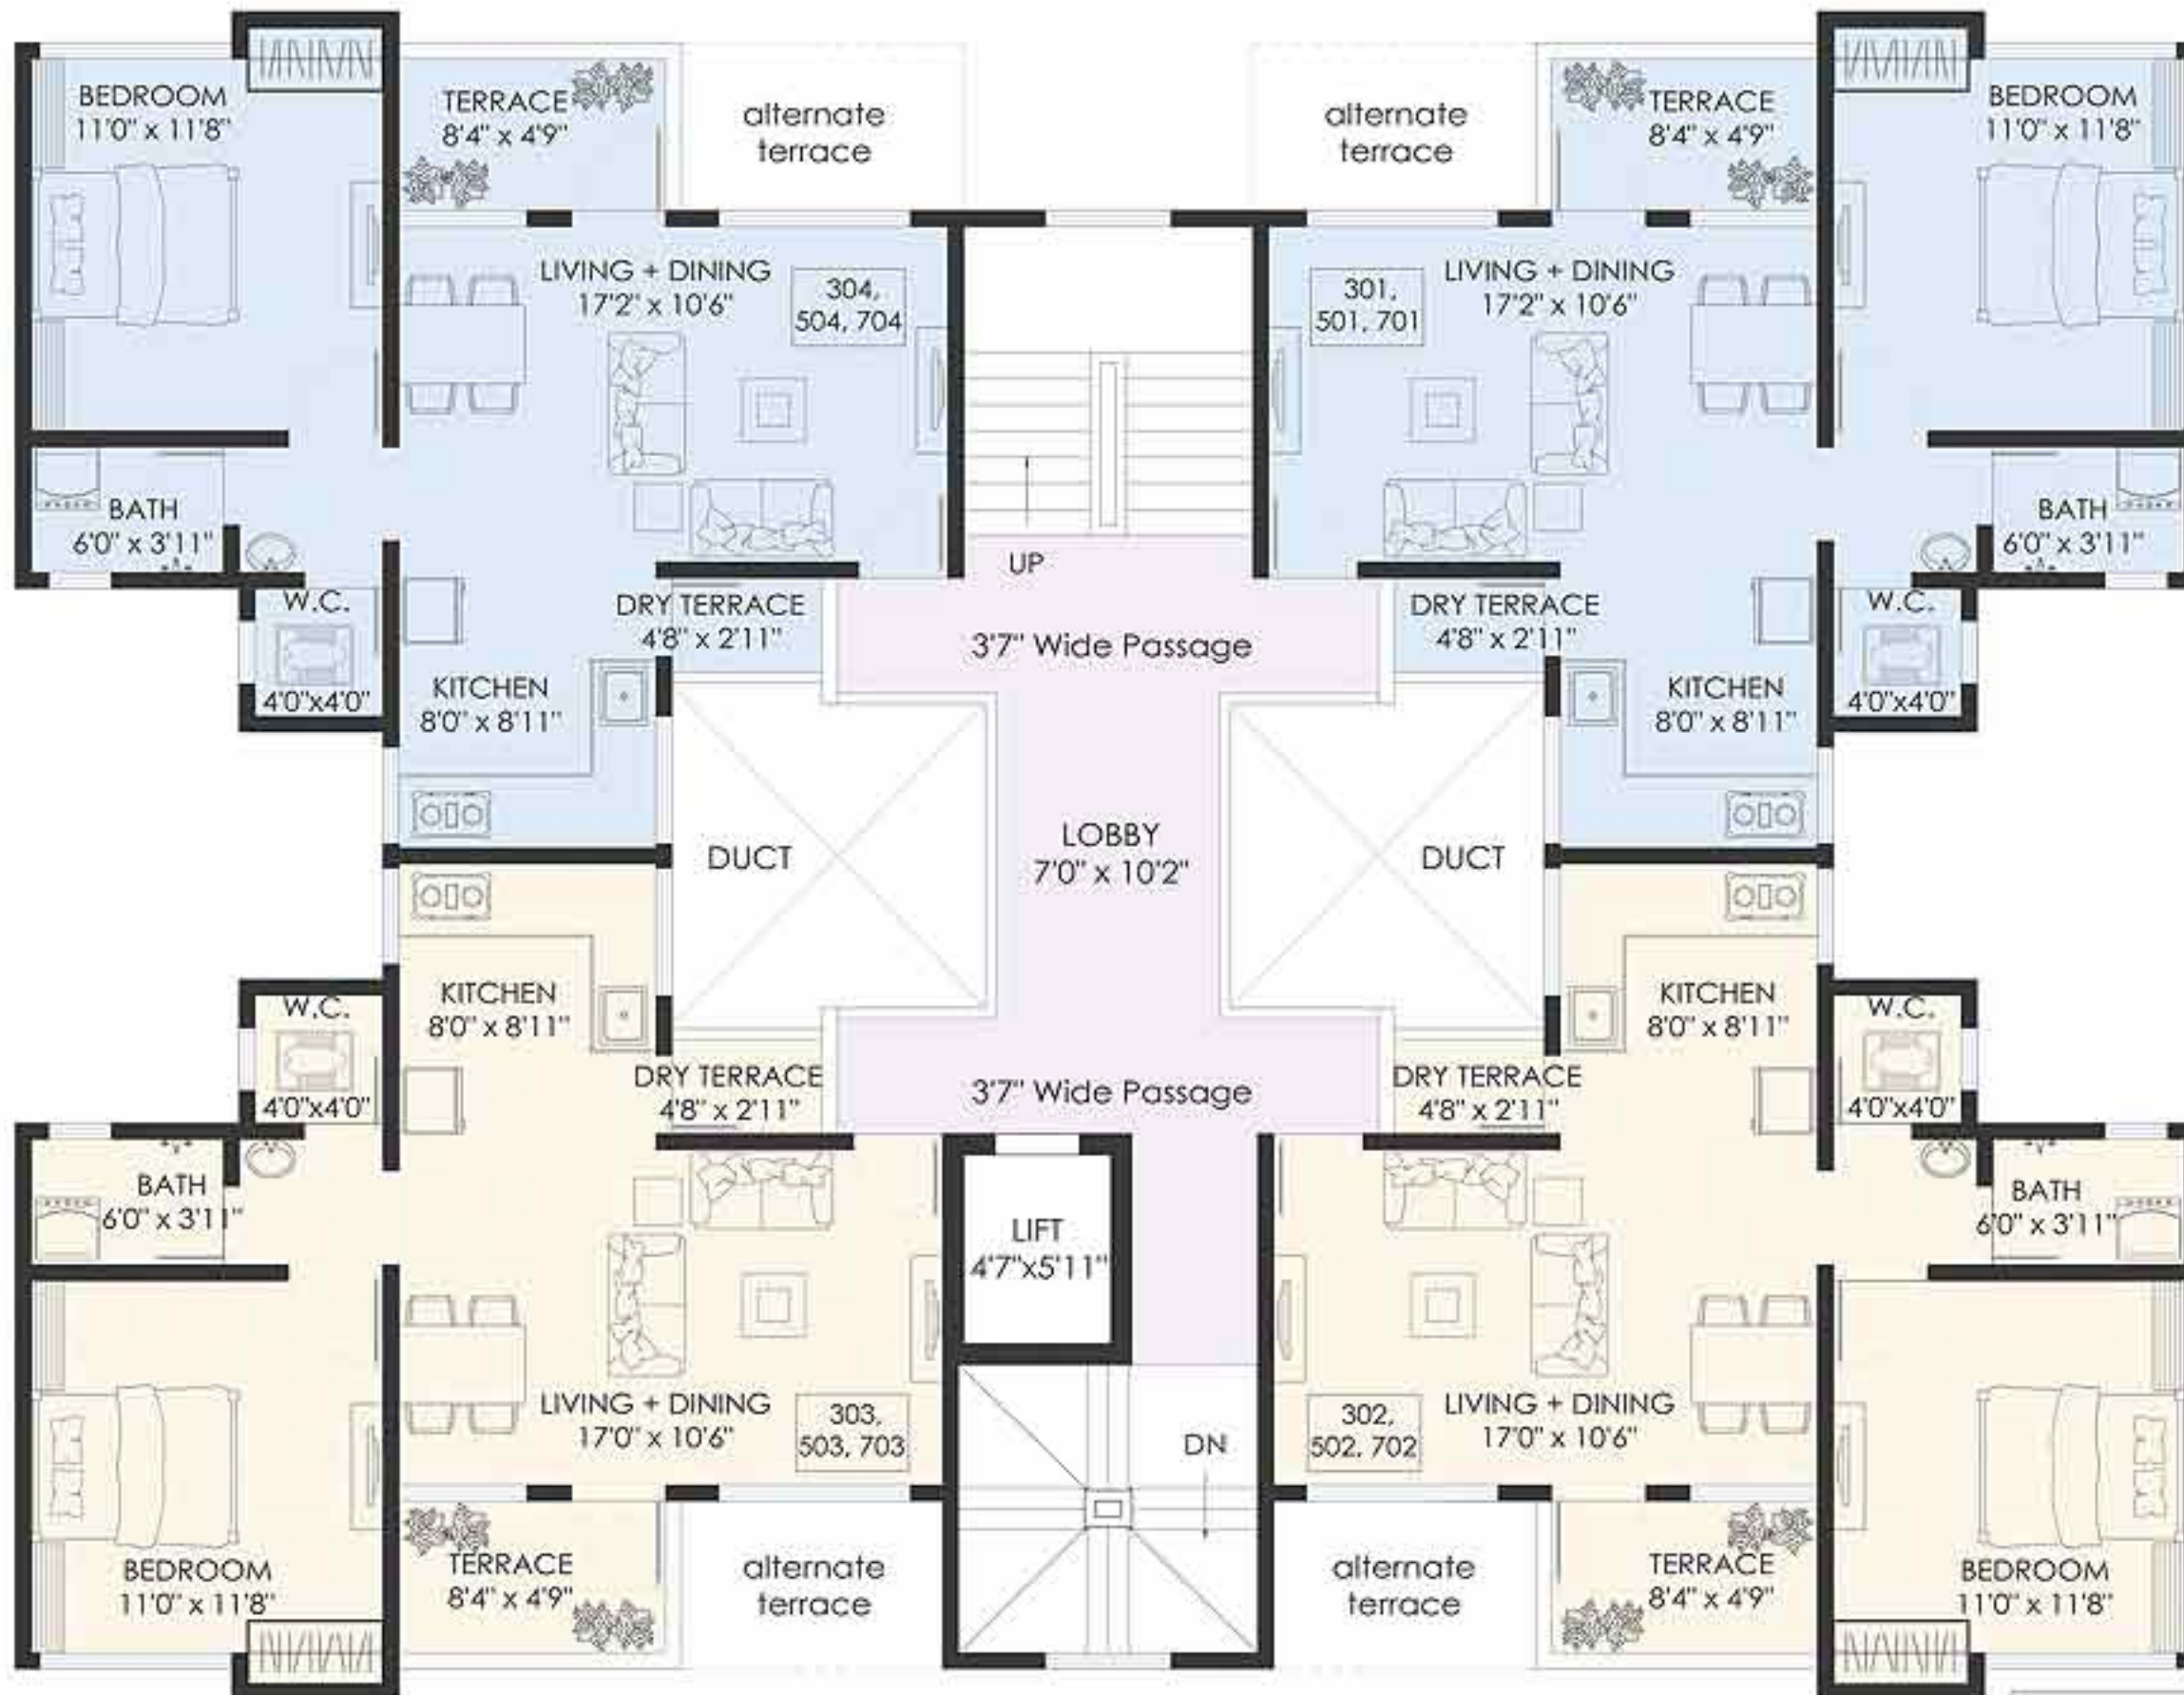 BEDROOM
11'0" x 11'8"
TERRACE
8'4" x 4'9"
alternate
terrace
alternate
terrace
TERRACE
8'4" x 4'9"
BEDROOM
11'0" x 11'8"
LIVING + DINING
17'2" x 10'6"
304,
504, 704
301,
501, 701
LIVING + DINING
17'2" x 10'6"
BATH
6'0" x 3'11"
BATH
6'0" x 3'11"
UP
W.C.
4'0"x4'0"
DRY TERRACE
4'8" x 2'11"
3'7" Wide Passage
DRY TERRACE
4'8" x 2'11"
W.C.
4'0"x4'0"
KITCHEN
8'0" x 8'11"
KITCHEN
8'0" x 8'11"
DUCT
LOBBY
7'0" x 10'2"
DUCT
KITCHEN
8'0" x 8'11"
KITCHEN
8'0" x 8'11"
W.C.
4'0"x4'0"
DRY TERRACE
4'8" x 2'11"
3'7" Wide Passage
DRY TERRACE
4'8" x 2'11"
W.C.
4'0"x4'0"
BATH
6'0" x 3'11"
LIFT
4'7"x5'11"
BATH
6'0" x 3'11"
LIVING + DINING
17'0" x 10'6"
303,
503, 703
DN
302,
502, 702
LIVING + DINING
17'0" x 10'6"
BEDROOM
11'0" x 11'8"
TERRACE
8'4" x 4'9"
alternate
terrace
alternate
terrace
TERRACE
8'4" x 4'9"
BEDROOM
11'0" x 11'8"